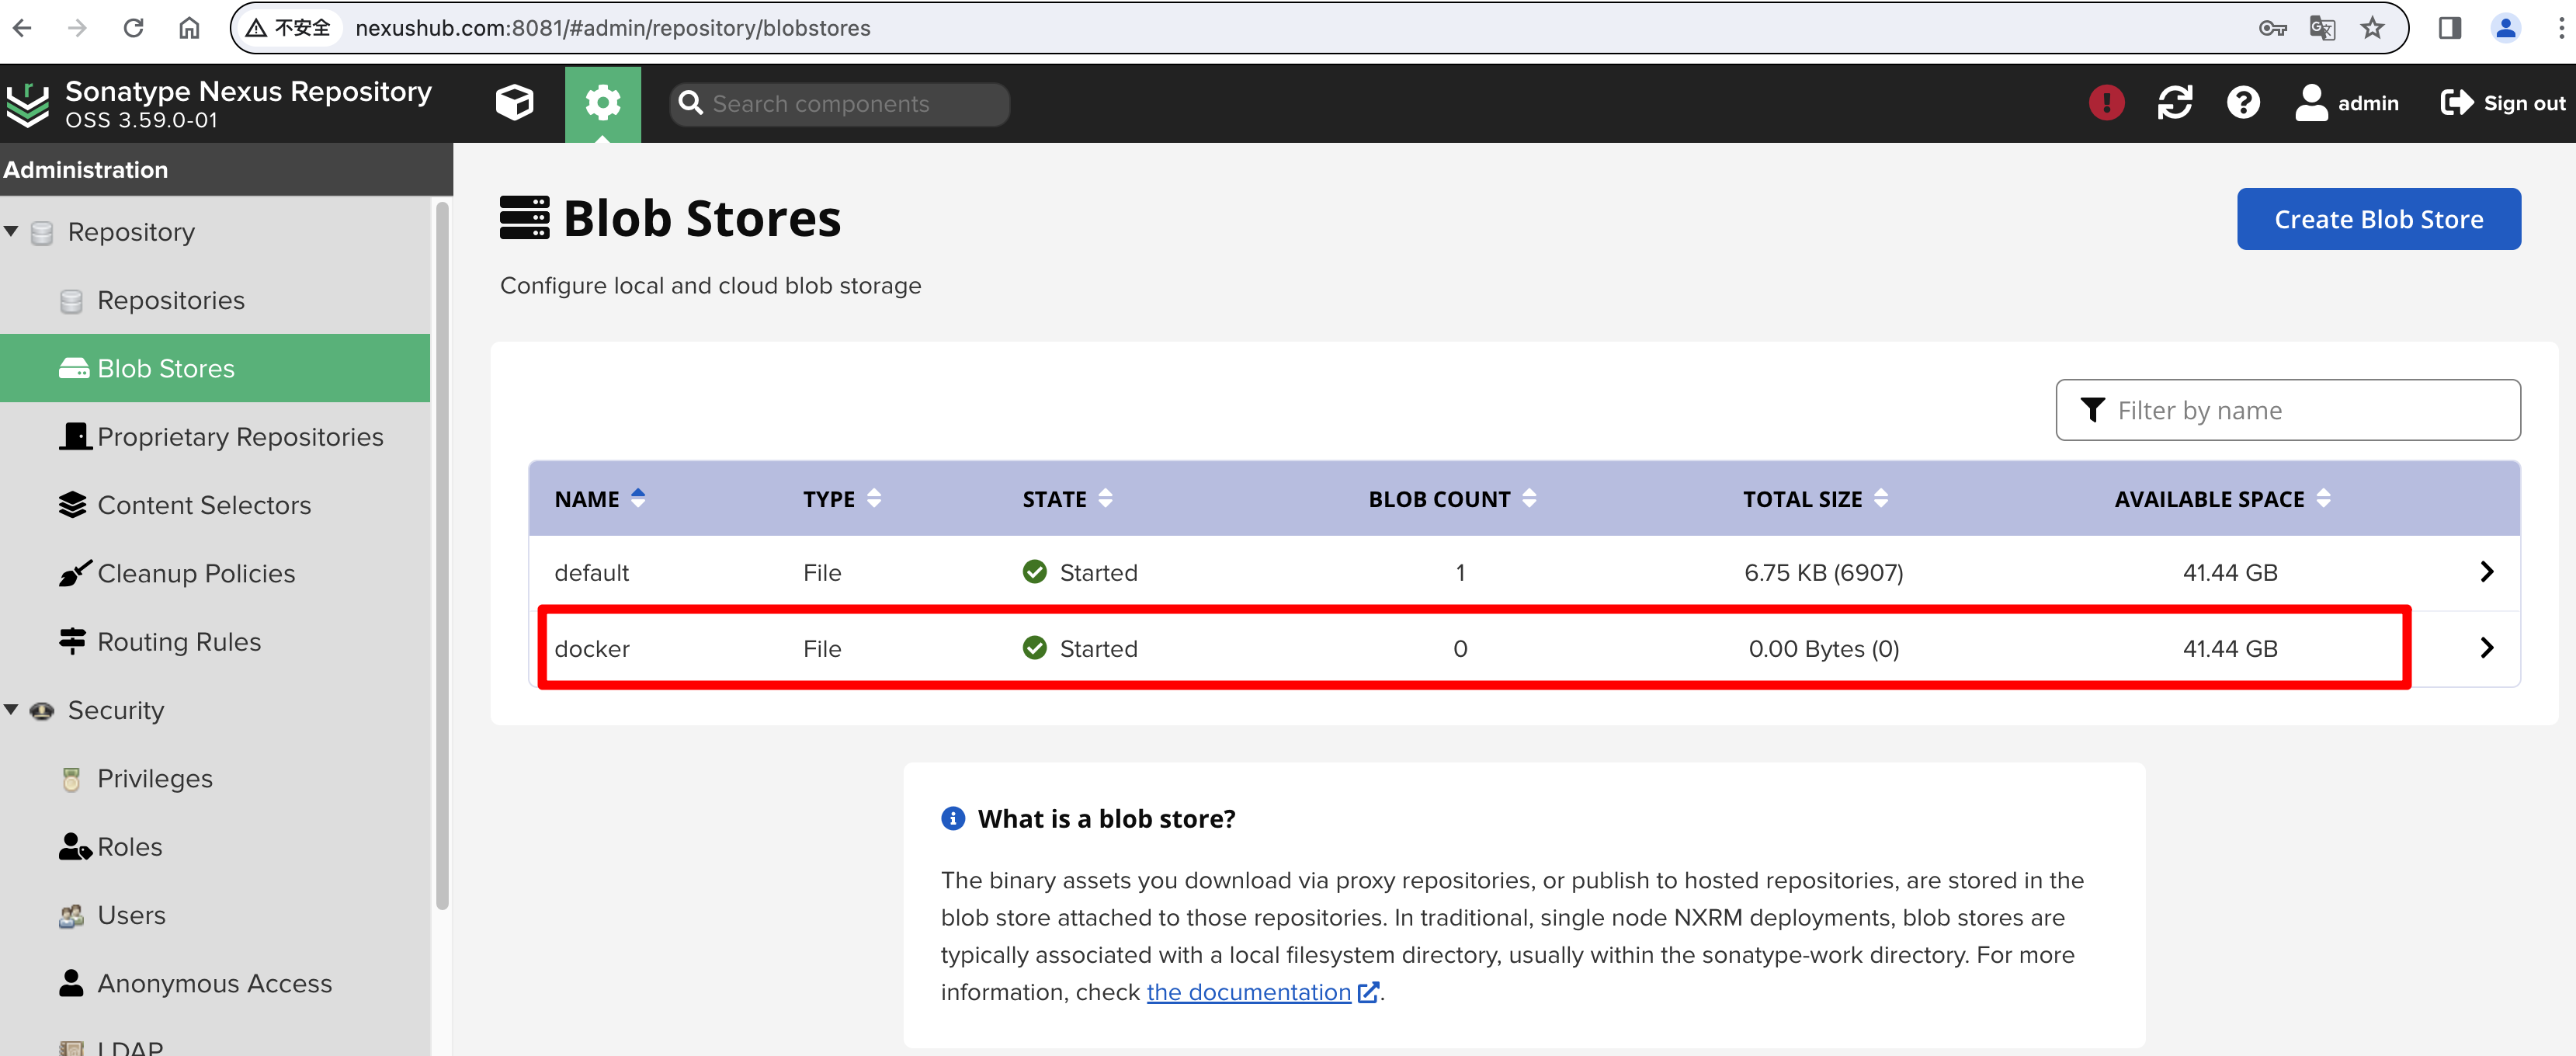 不安全 nexushub.com:8081/#admin/repository/blobstores
Sonatype Nexus Repository
OSS 3.59.0-01
Search components
admin
Sign out
Administration
Repository
Repositories
Blob Stores
Proprietary Repositories
Content Selectors
Cleanup Policies
Routing Rules
Security
Privileges
Roles
Users
Anonymous Access
LDAP
Blob Stores
Create Blob Store
Configure local and cloud blob storage
Filter by name
NAME TYPE STATE BLOB COUNT TOTAL SIZE AVAILABLE SPACE
default File Started 1 6.75 KB (6907) 41.44 GB
docker File Started 0 0.00 Bytes (0) 41.44 GB
What is a blob store?
The binary assets you download via proxy repositories, or publish to hosted repositories, are stored in the
blob store attached to those repositories. In traditional, single node NXRM deployments, blob stores are
typically associated with a local filesystem directory, usually within the sonatype-work directory. For more
information, check the documentation.